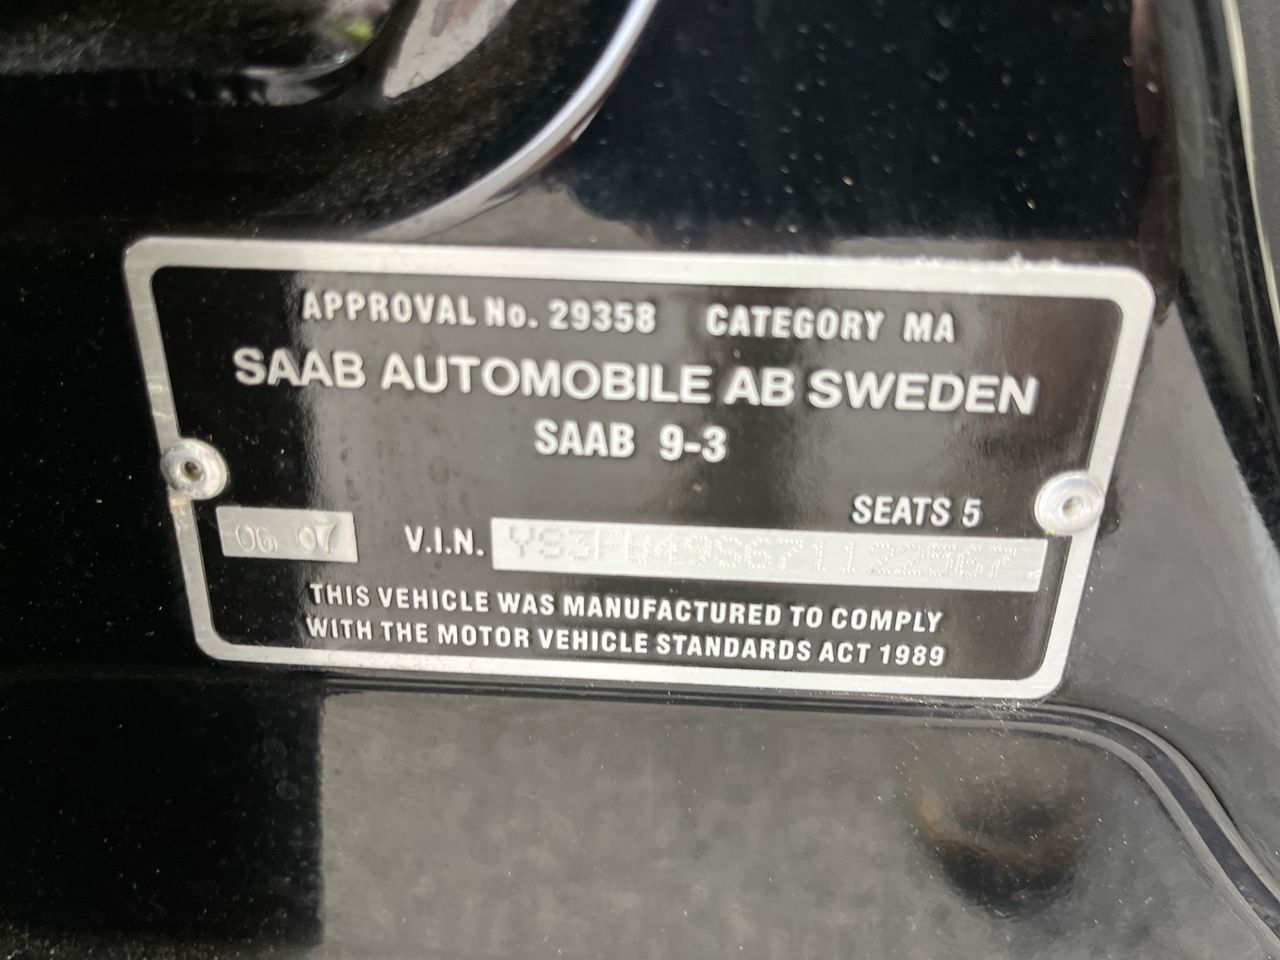 APPROVAL No. 29358 CATEGORY MA
SAAB AUTOMOBILE AB SWEDEN
SAAB 9-3
SEATS 5
06 07 V.I.N. YS3FB49S671122567
THIS VEHICLE WAS MANUFACTURED TO COMPLY
WITH THE MOTOR VEHICLE STANDARDS ACT 1989